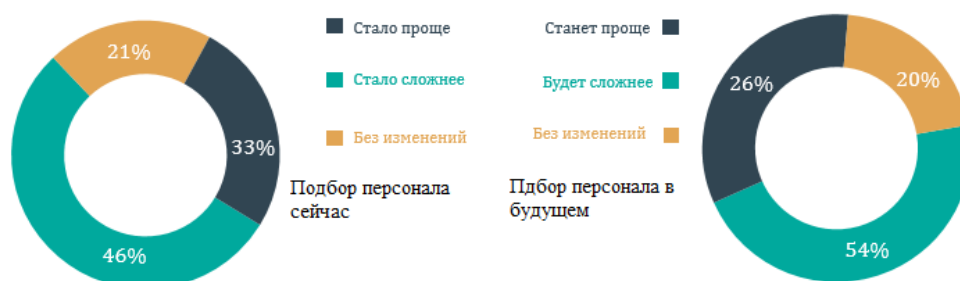 21%
33%
46%
Стало проще
Стало сложнее
Без изменений
Подбор персонала
сейчас
Станет проще
Будет сложнее
Без изменений
Пдбор персонала в
будущем
26%
20%
54%